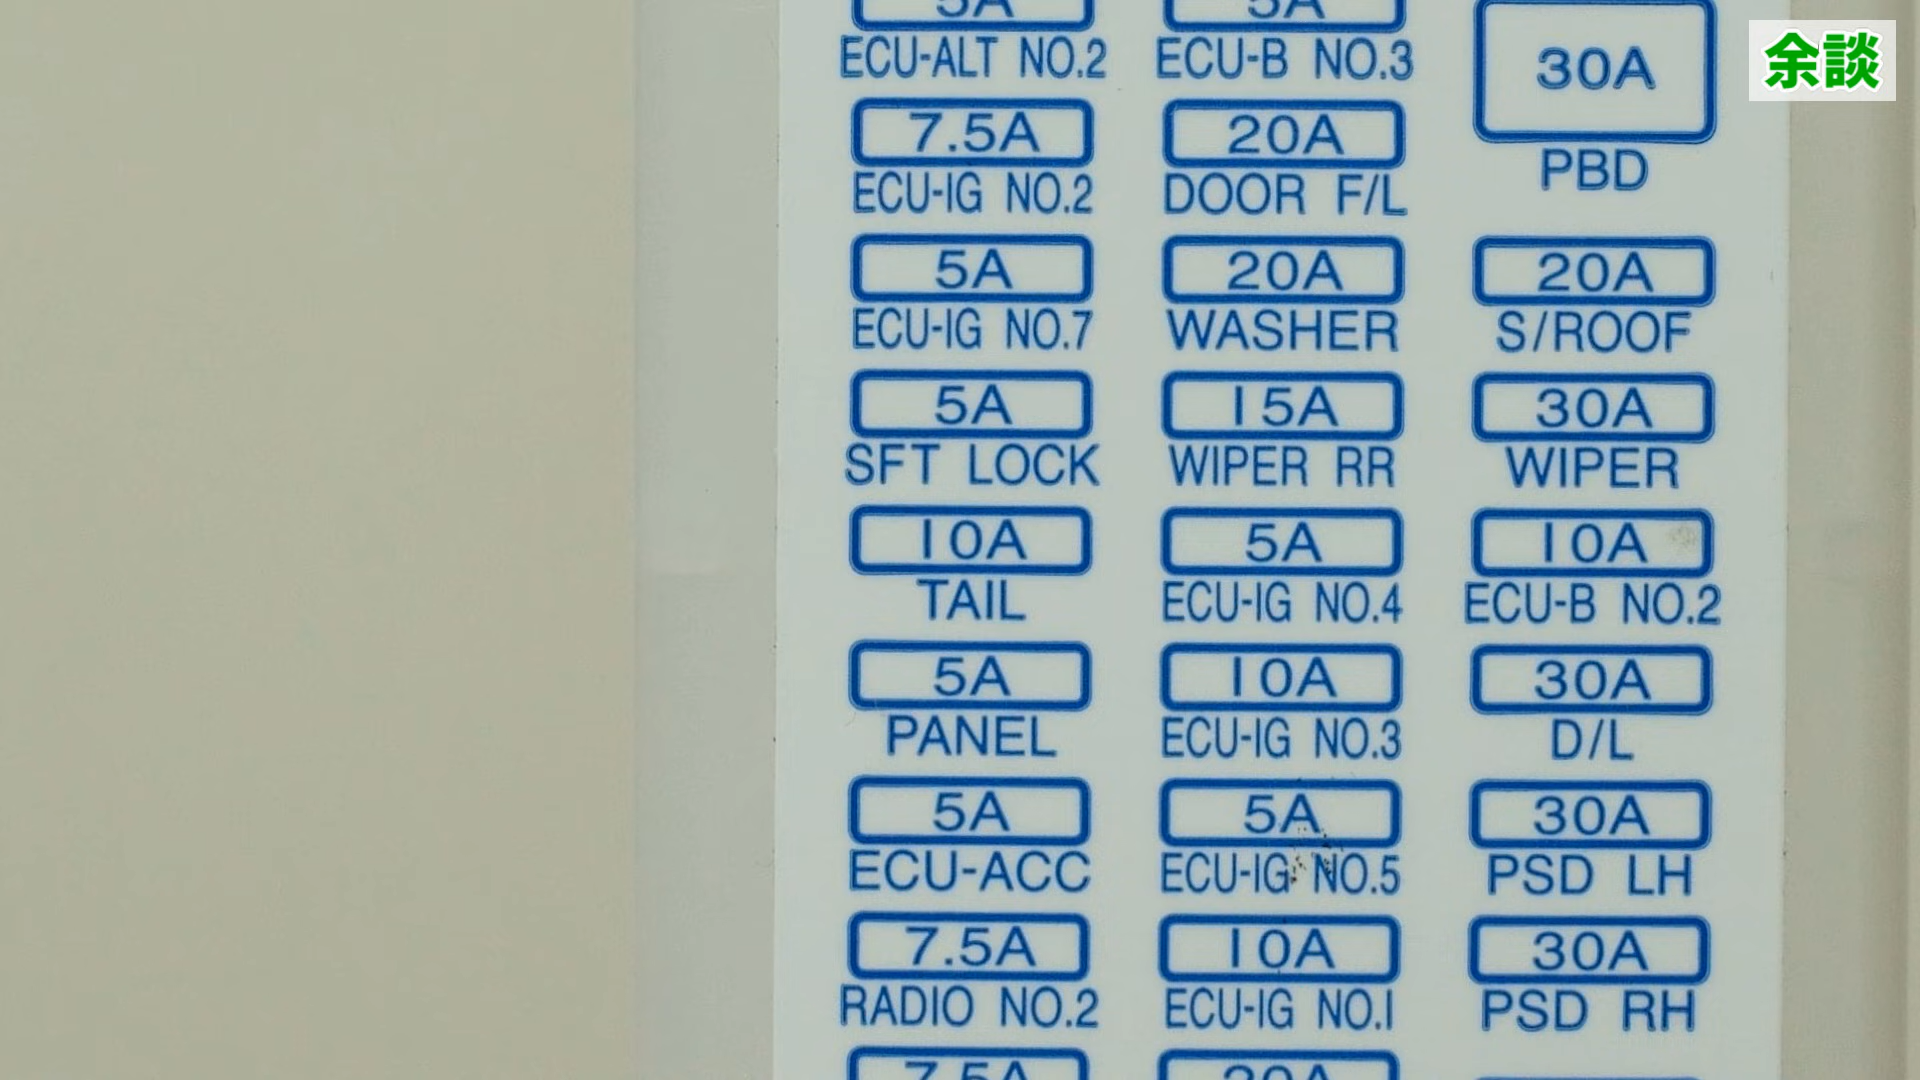 5A 5A
ECU-ALT NO.2 ECU-B NO.3 30A 余談
7.5A 20A PBD
ECU-IG NO.2 DOOR F/L
5A 20A 20A
ECU-IG NO.7 WASHER S/ROOF
5A 15A 30A
SFT LOCK WIPER RR WIPER
10A 5A 10A
TAIL ECU-IG NO.4 ECU-B NO.2
5A 10A 30A
PANEL ECU-IG NO.3 D/L
5A 5A 30A
ECU-ACC ECU-IG NO.5 PSD LH
7.5A 10A 30A
RADIO NO.2 ECU-IG NO.1 PSD RH
7.5A